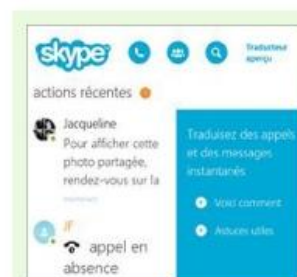 skype
Traducteur
aperçu
actions récentes
Jacqueline
Pour afficher cette
photo partagée,
rendez-vous sur la
JF
appel en
absence
Traduisez des appels
et des messages
instantanés
Voici comment
Astuces utiles